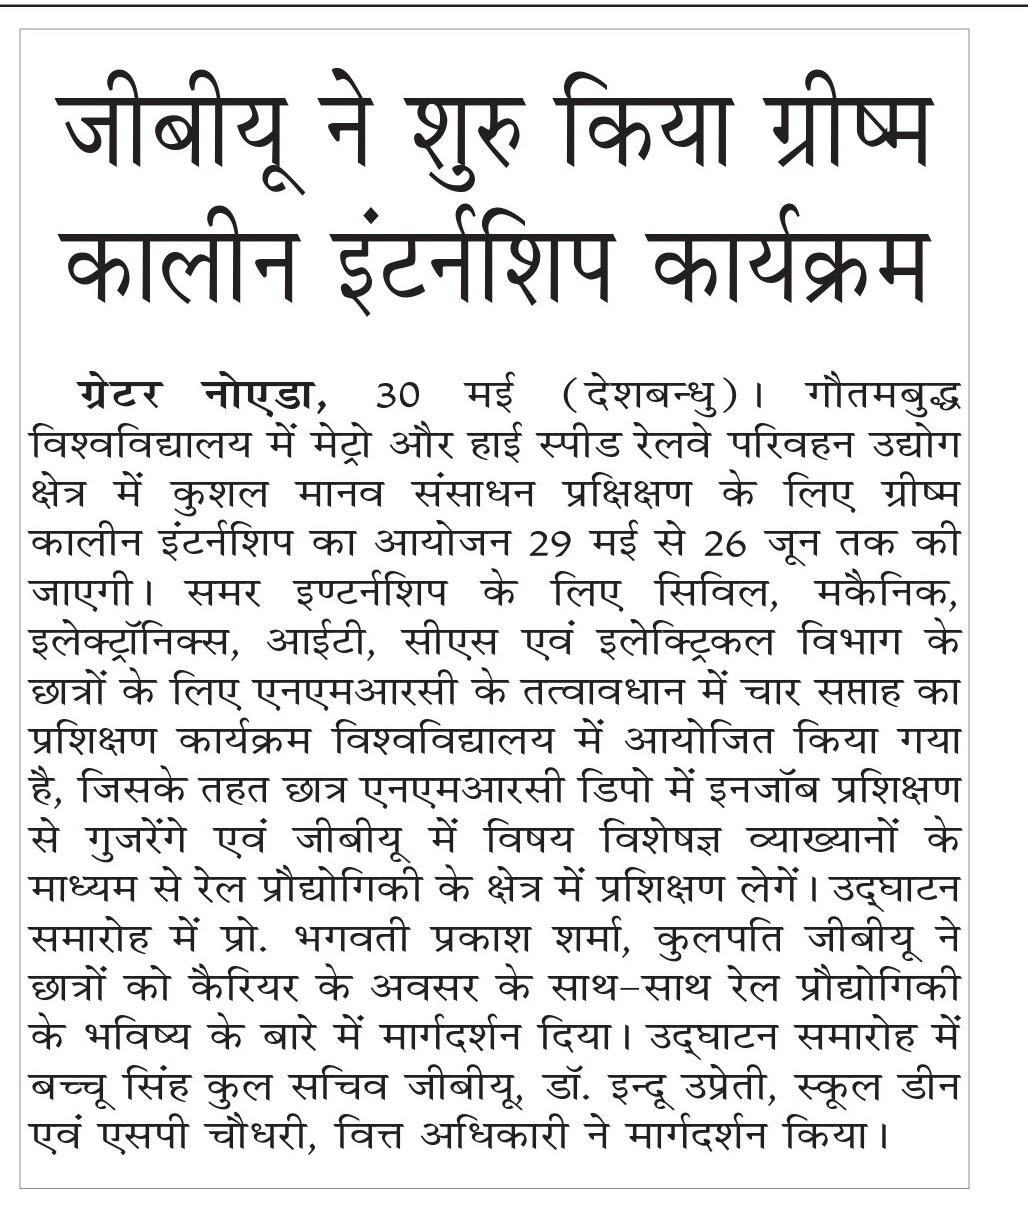 जीबीयू ने शुरु किया ग्रीष्म
कालीन इंटर्नशिप कार्यक्रम
ग्रेटर नोएडा, 30 मई (देशबन्धु)। गौतमबुद्ध
विश्वविद्यालय में मेट्रो और हाई स्पीड रेलवे परिवहन उद्योग
क्षेत्र में कुशल मानव संसाधन प्रक्षिक्षण के लिए ग्रीष्म
कालीन इंटर्नशिप का आयोजन 29 मई से 26 जून तक की
जाएगी। समर इण्टर्नशिप के लिए सिविल, मकैनिक,
इलेक्ट्रॉनिक्स, आईटी, सीएस एवं इलेक्ट्रिकल विभाग के
छात्रों के लिए एनएमआरसी के तत्वावधान में चार सप्ताह का
प्रशिक्षण कार्यक्रम विश्वविद्यालय में आयोजित किया गया
है, जिसके तहत छात्र एनएमआरसी डिपो में इनजॉब प्रशिक्षण
से गुजरेंगे एवं जीबीयू में विषय विशेषज्ञ व्याख्यानों के
माध्यम से रेल प्रौद्योगिकी के क्षेत्र में प्रशिक्षण लेगें। उद्घाटन
समारोह में प्रो. भगवती प्रकाश शर्मा, कुलपति जीबीयू ने
छात्रों को कैरियर के अवसर के साथ-साथ रेल प्रौद्योगिकी
के भविष्य के बारे में मार्गदर्शन दिया। उद्घाटन समारोह में
बच्चू सिंह कुल सचिव जीबीयू, डॉ. इन्दू उप्रेती, स्कूल डीन
एवं एसपी चौधरी, वित्त अधिकारी ने मार्गदर्शन किया।